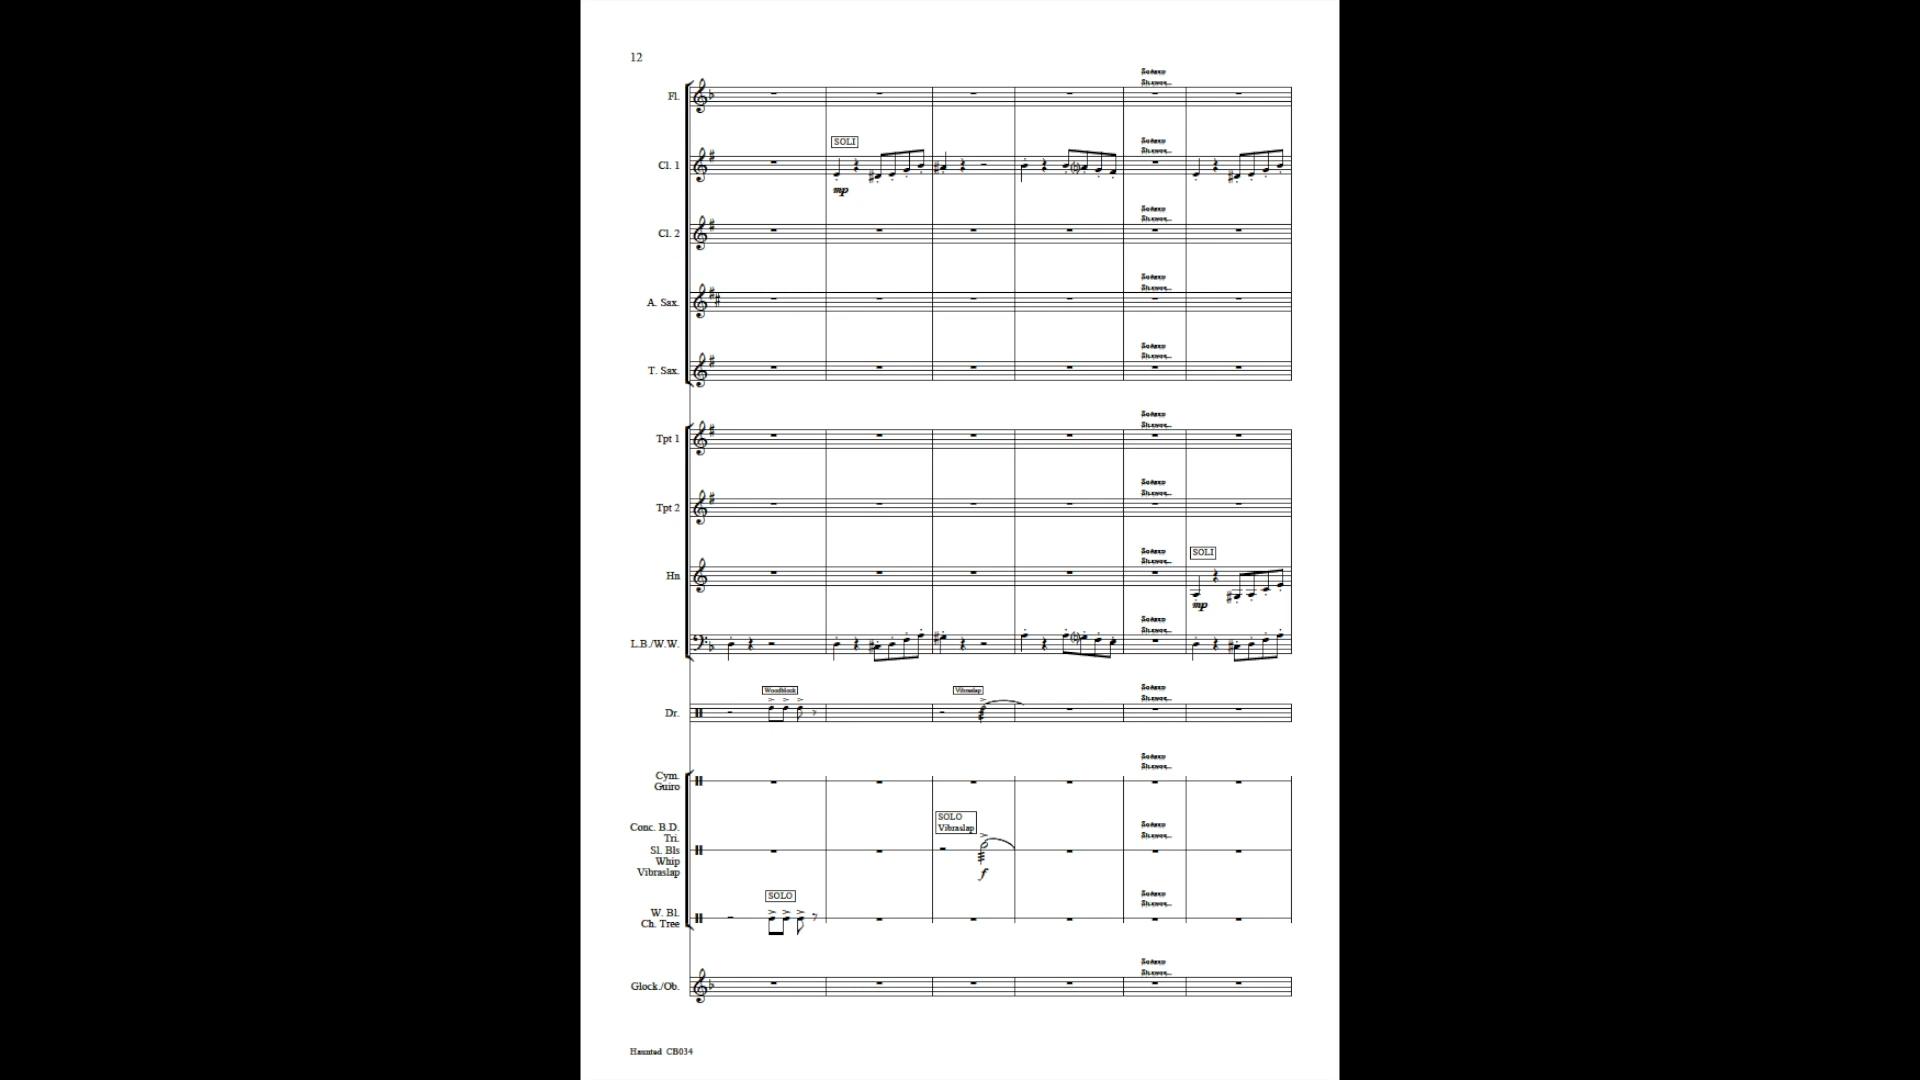 12
Fl.
SOLI
Cl. 1
mp
Cl. 2
A. Sax.
T. Sax.
Tpt 1
Tpt 2
SOLI
Hn
mp
L.B./W.W.
Woodblock
Vibraslap
Dr.
Cym.
Guiro
SOLO
Vibraslap
Conc. B.D.
Tri.
Sl. Bls
Whip
Vibraslap
f
SOLO
W. Bl.
Ch. Tree
Glock./Ob.
Haunted CB034